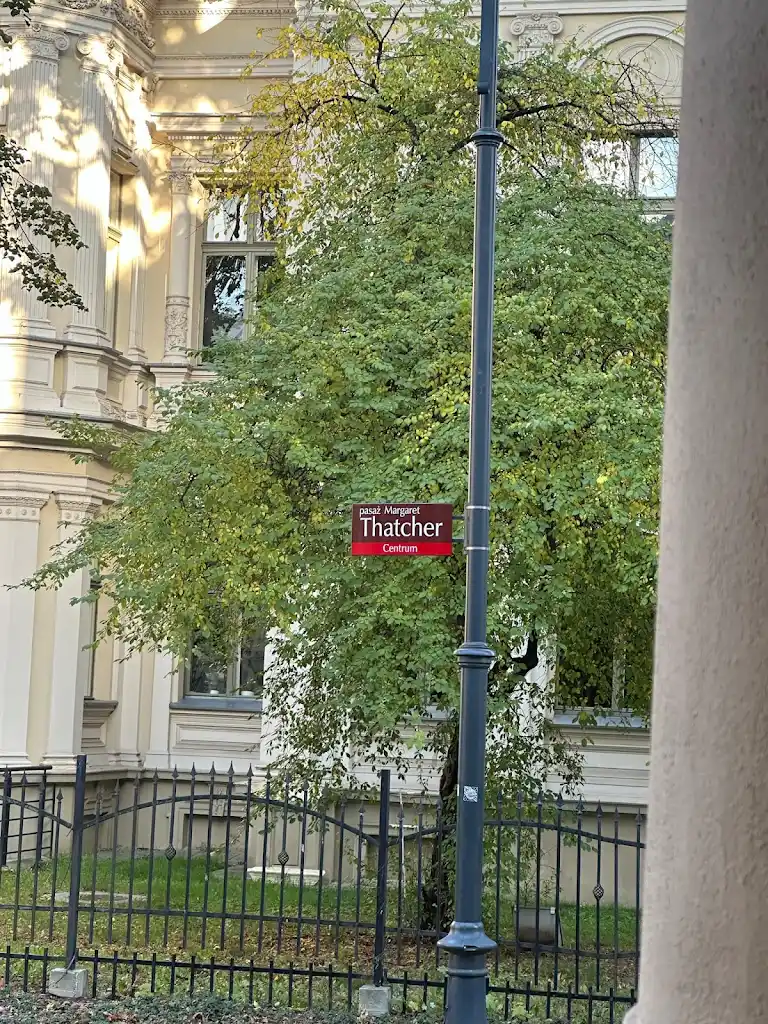 pasaż Margaret
Thatcher
Centrum